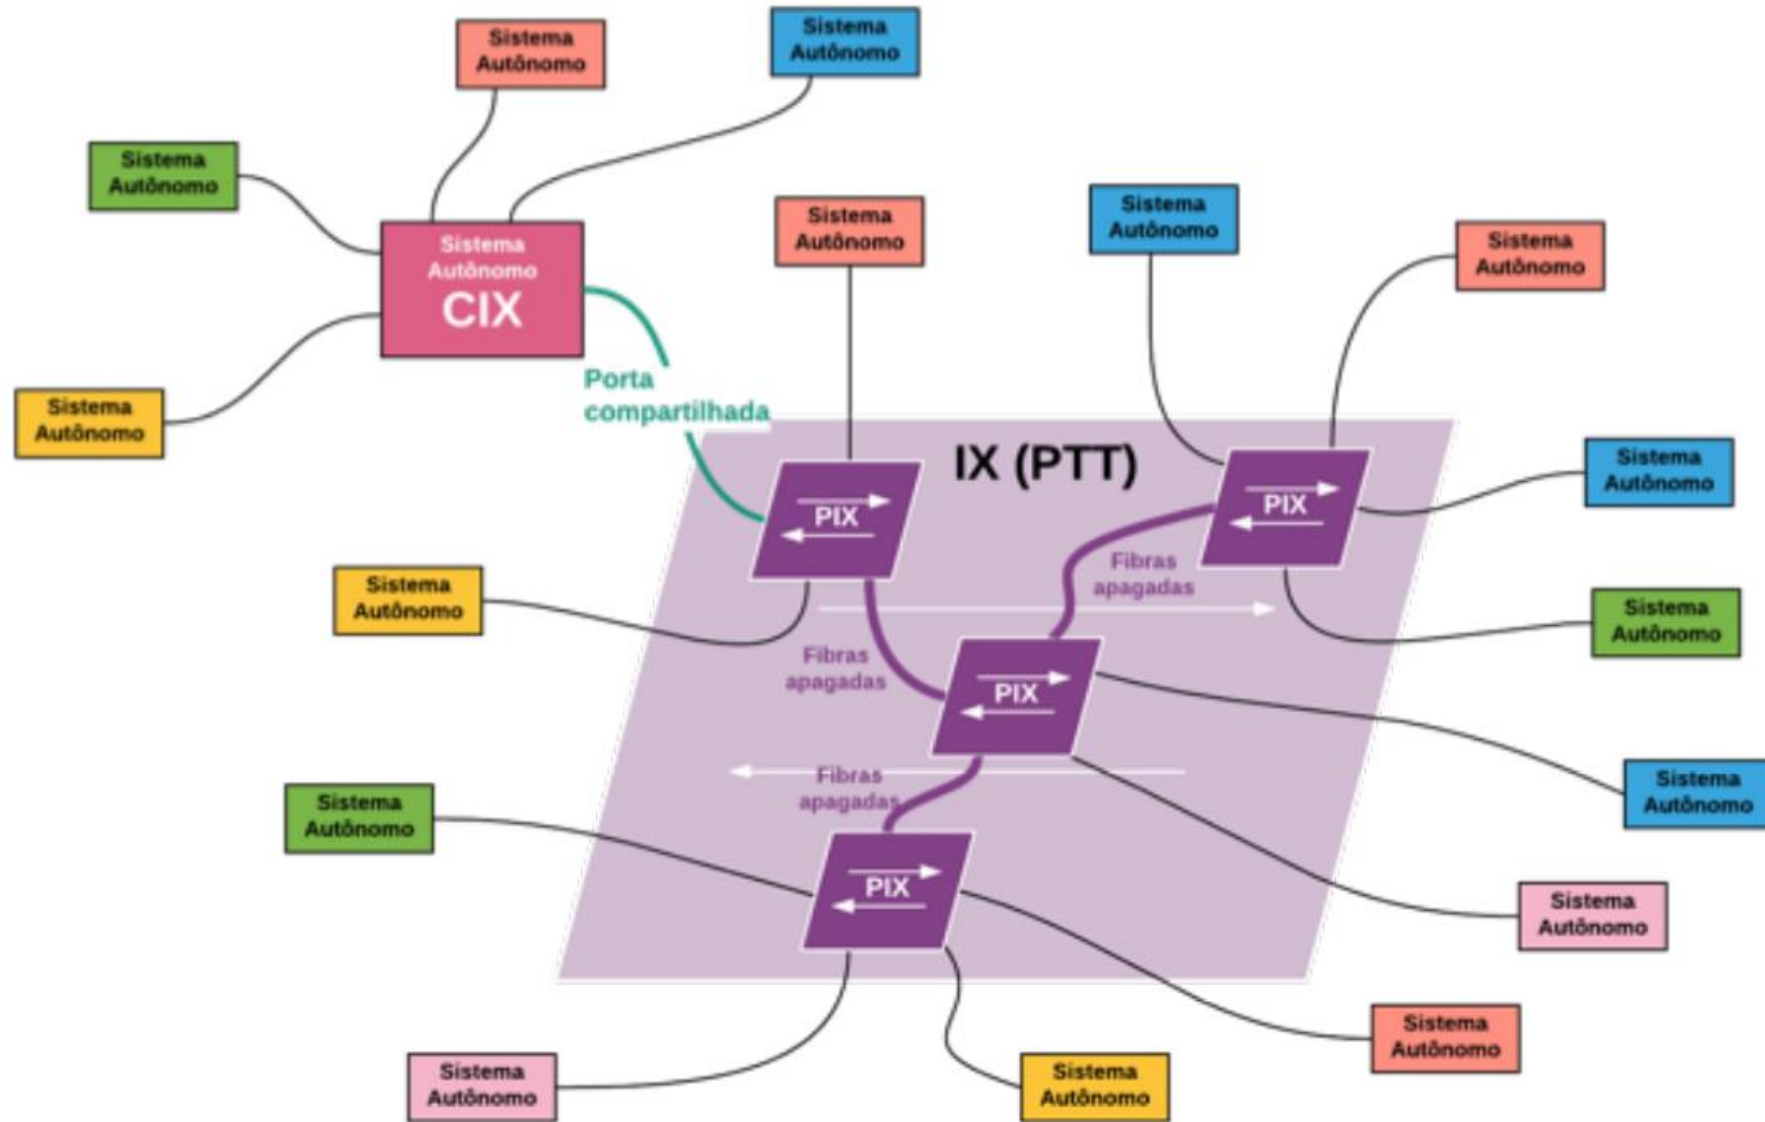 Sistema
Autônomo
Sistema
Autônomo
Sistema
Autônomo
Sistema
Autônomo
CIX
Sistema
Autônomo
Sistema
Autônomo
Sistema
Autônomo
Sistema
Autônomo
Porta
compartilhada
IX (PTT)
PIX
PIX
Sistema
Autônomo
Fibras
apagadas
Sistema
Autônomo
Sistema
Autônomo
Fibras
apagadas
PIX
Fibras
apagadas
Sistema
Autônomo
Sistema
Autônomo
PIX
Sistema
Autônomo
Sistema
Autônomo
Sistema
Autônomo
Sistema
Autônomo